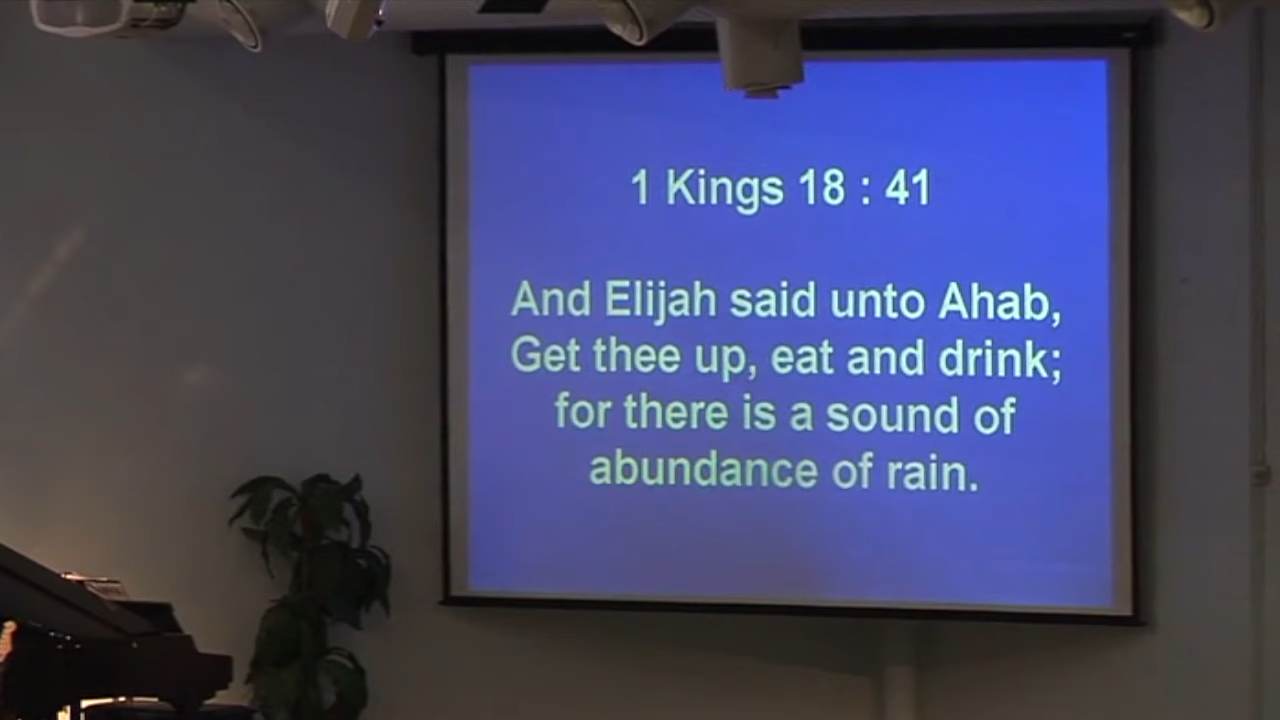 1 Kings 18 : 41
And Elijah said unto Ahab,
Get thee up, eat and drink;
for there is a sound of
abundance of rain.